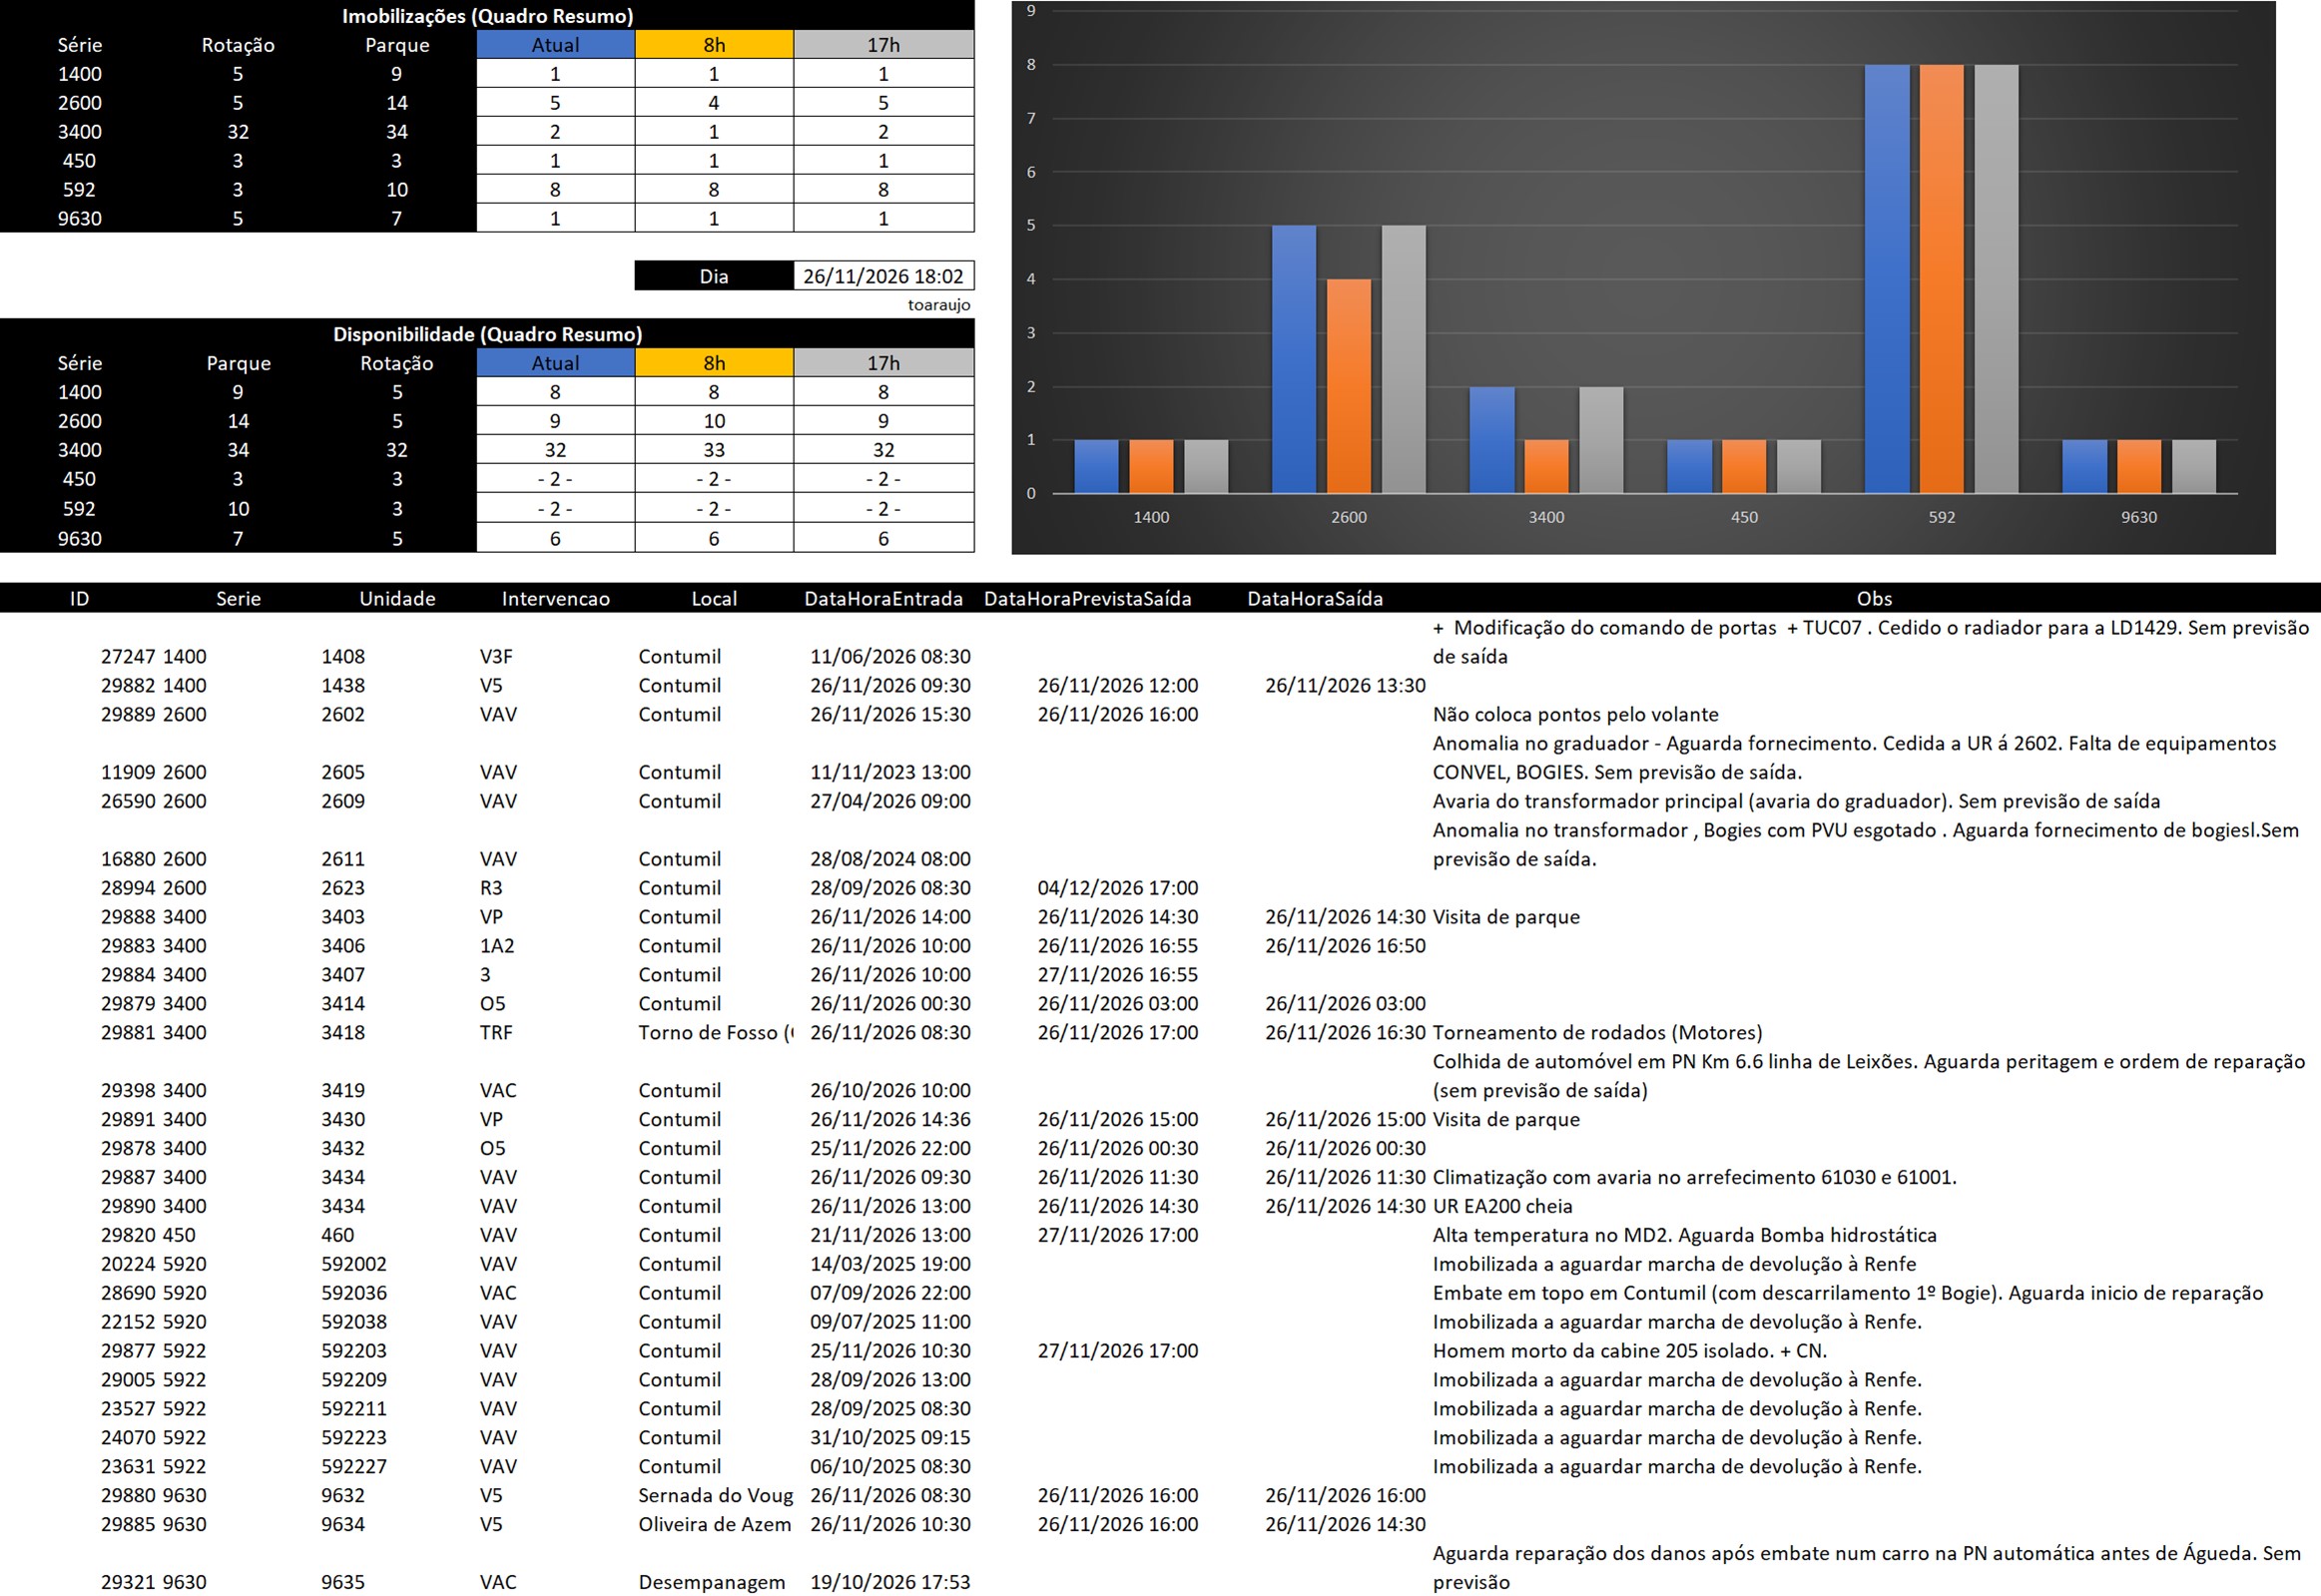 Imobilizações (Quadro Resumo)
Série Rotação Parque Atual 8h 17h
1400 5 9 1 1 1
2600 5 14 5 4 5
3400 32 34 2 1 2
450 3 3 1 1 1
592 3 10 8 8 8
9630 5 7 1 1 1
Dia 26/11/2026 18:02
toaraujo
Disponibilidade (Quadro Resumo)
Série Parque Rotação Atual 8h 17h
1400 9 5 8 8 8
2600 14 5 9 10 9
3400 34 32 32 33 32
450 3 3 - 2 - - 2 - - 2 -
592 10 3 - 2 - - 2 - - 2 -
9630 7 5 6 6 6
9
8
7
6
5
4
3
2
1
0
1400 2600 3400 450 592 9630
ID Serie Unidade Intervencao Local DataHoraEntrada DataHoraPrevistaSaída DataHoraSaída Obs
+ Modificação do comando de portas + TUC07 . Cedido o radiador para a LD1429. Sem previsão
27247 1400 1408 V3F Contumil 11/06/2026 08:30 de saída
29882 1400 1438 V5 Contumil 26/11/2026 09:30 26/11/2026 12:00 26/11/2026 13:30
29889 2600 2602 VAV Contumil 26/11/2026 15:30 26/11/2026 16:00 Não coloca pontos pelo volante
Anomalia no graduador - Aguarda fornecimento. Cedida a UR á 2602. Falta de equipamentos
11909 2600 2605 VAV Contumil 11/11/2023 13:00 CONVEL, BOGIES. Sem previsão de saída.
26590 2600 2609 VAV Contumil 27/04/2026 09:00 Avaria do transformador principal (avaria do graduador). Sem previsão de saída
Anomalia no transformador , Bogies com PVU esgotado . Aguarda fornecimento de bogiesl.Sem
16880 2600 2611 VAV Contumil 28/08/2024 08:00 previsão de saída.
28994 2600 2623 R3 Contumil 28/09/2026 08:30 04/12/2026 17:00
29888 3400 3403 VP Contumil 26/11/2026 14:00 26/11/2026 14:30 26/11/2026 14:30 Visita de parque
29883 3400 3406 1A2 Contumil 26/11/2026 10:00 26/11/2026 16:55 26/11/2026 16:50
29884 3400 3407 3 Contumil 26/11/2026 10:00 27/11/2026 16:55
29879 3400 3414 O5 Contumil 26/11/2026 00:30 26/11/2026 03:00 26/11/2026 03:00
29881 3400 3418 TRF Torno de Fosso ( 26/11/2026 08:30 26/11/2026 17:00 26/11/2026 16:30 Torneamento de rodados (Motores)
Colhida de automóvel em PN Km 6.6 linha de Leixões. Aguarda peritagem e ordem de reparação
29398 3400 3419 VAC Contumil 26/10/2026 10:00 (sem previsão de saída)
29891 3400 3430 VP Contumil 26/11/2026 14:36 26/11/2026 15:00 26/11/2026 15:00 Visita de parque
29878 3400 3432 O5 Contumil 25/11/2026 22:00 26/11/2026 00:30 26/11/2026 00:30
29887 3400 3434 VAV Contumil 26/11/2026 09:30 26/11/2026 11:30 26/11/2026 11:30 Climatização com avaria no arrefecimento 61030 e 61001.
29890 3400 3434 VAV Contumil 26/11/2026 13:00 26/11/2026 14:30 26/11/2026 14:30 UR EA200 cheia
29820 450 460 VAV Contumil 21/11/2026 13:00 27/11/2026 17:00 Alta temperatura no MD2. Aguarda Bomba hidrostática
20224 5920 592002 VAV Contumil 14/03/2025 19:00 Imobilizada a aguardar marcha de devolução à Renfe
28690 5920 592036 VAC Contumil 07/09/2026 22:00 Embate em topo em Contumil (com descarrilamento 1º Bogie). Aguarda inicio de reparação
22152 5920 592038 VAV Contumil 09/07/2025 11:00 Imobilizada a aguardar marcha de devolução à Renfe.
29877 5922 592203 VAV Contumil 25/11/2026 10:30 27/11/2026 17:00 Homem morto da cabine 205 isolado. + CN.
29005 5922 592209 VAV Contumil 28/09/2026 13:00 Imobilizada a aguardar marcha de devolução à Renfe.
23527 5922 592211 VAV Contumil 28/09/2025 08:30 Imobilizada a aguardar marcha de devolução à Renfe.
24070 5922 592223 VAV Contumil 31/10/2025 09:15 Imobilizada a aguardar marcha de devolução à Renfe.
23631 5922 592227 VAV Contumil 06/10/2025 08:30 Imobilizada a aguardar marcha de devolução à Renfe.
29880 9630 9632 V5 Sernada do Voug 26/11/2026 08:30 26/11/2026 16:00 26/11/2026 16:00
29885 9630 9634 V5 Oliveira de Azem 26/11/2026 10:30 26/11/2026 16:00 26/11/2026 14:30
Aguarda reparação dos danos após embate num carro na PN automática antes de Águeda. Sem
29321 9630 9635 VAC Desempanagem 19/10/2026 17:53 previsão